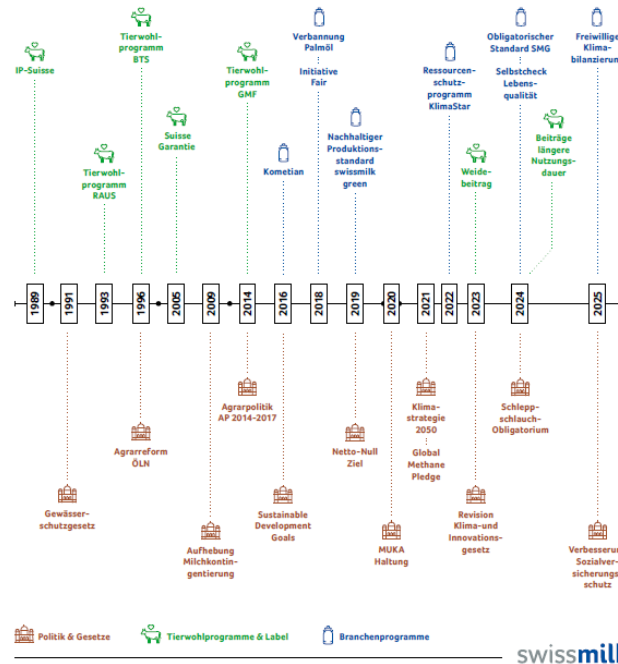 IP-Suisse
Tierwohl-
programm
RAUS
Tierwohl-
programm
BTS
Suisse
Garantie
Tierwohl-
programm
GMF
Kometian
Verbannung
Palmöl
Initiative
Fair
Nachhaltiger
Produktions-
standard
swissmilk
green
Ressourcen-
schutz-
programm
KlimaStar
Weide-
beitrag
Obligatorischer
Standard SMG
Selbstcheck
Lebens-
qualität
Beiträge
längere
Nutzungs-
dauer
Freiwillige
Klima-
bilanzierun
1989
1991
1993
1996
2005
2009
2014
2016
2018
2019
2020
2021
2022
2023
2024
2025
Gewässer-
schutzgesetz
Agrarreform
ÖLN
Aufhebung
Milchkontin-
gentierung
Agrarpolitik
AP 2014-2017
Sustainable
Development
Goals
Netto-Null
Ziel
MUKA
Haltung
Klima-
strategie
2050
Global
Methane
Pledge
Revision
Klima-und
Innovations-
gesetz
Schlepp-
schlauch-
Obligatorium
Verbesserun
Sozialver-
sicherungs
schutz
Politik & Gesetze
Tierwohlprogramme & Label
Branchenprogramme
swissmil